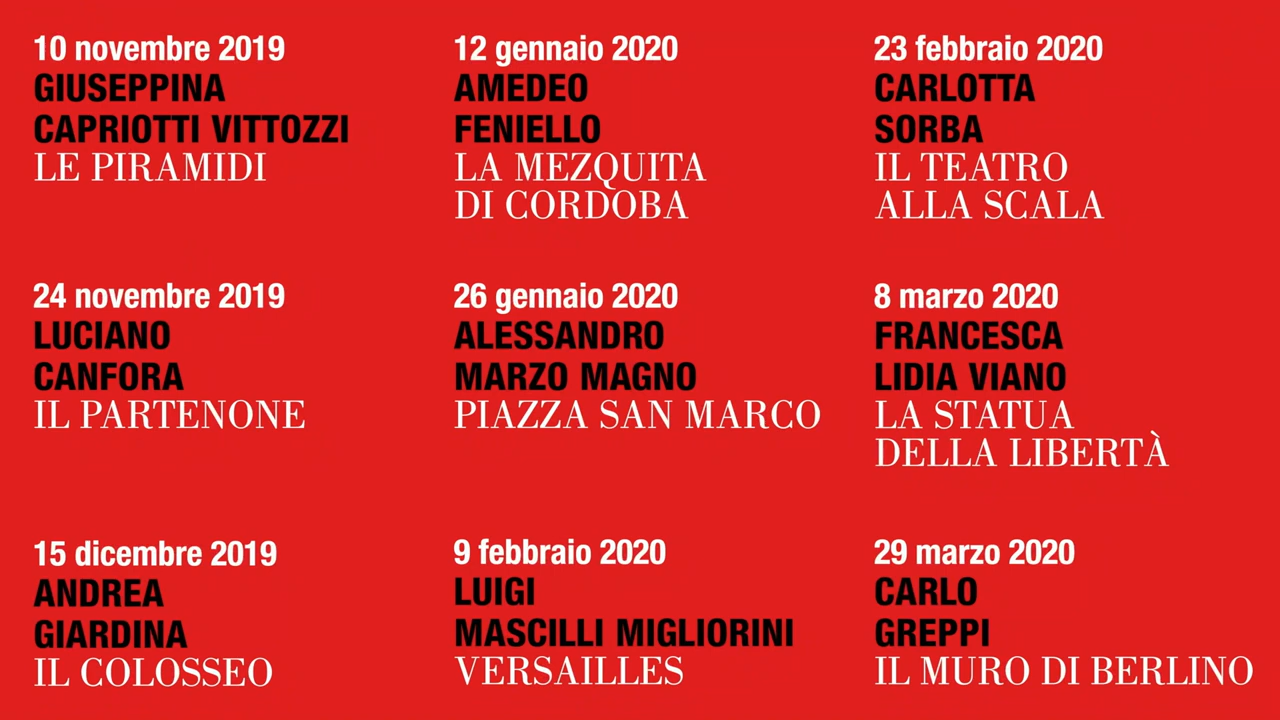 10 novembre 2019
GIUSEPPINA
CAPRIOTTI VITTOZZI
LE PIRAMIDI
24 novembre 2019
LUCIANO
CANFORA
IL PARTENONE
15 dicembre 2019
ANDREA
GIARDINA
IL COLOSSEO
12 gennaio 2020
AMEDEO
FENIELLO
LA MEZQUITA
DI CORDOBA
26 gennaio 2020
ALESSANDRO
MARZO MAGNO
PIAZZA SAN MARCO
9 febbraio 2020
LUIGI
MASCILLI MIGLIORINI
VERSAILLES
23 febbraio 2020
CARLOTTA
SORBA
IL TEATRO
ALLA SCALA
8 marzo 2020
FRANCESCA
LIDIA VIANO
LA STATUA
DELLA LIBERTÀ
29 marzo 2020
CARLO
GREPPI
IL MURO DI BERLINO